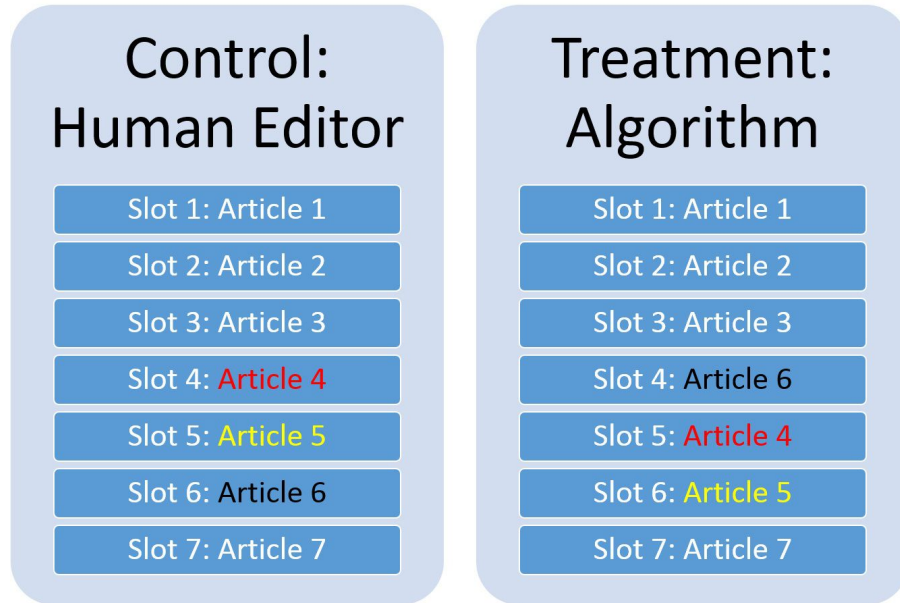 Control:
Human Editor
Slot 1: Article 1
Slot 2: Article 2
Slot 3: Article 3
Slot 4: Article 4
Slot 5: Article 5
Slot 6: Article 6
Slot 7: Article 7
Treatment:
Algorithm
Slot 1: Article 1
Slot 2: Article 2
Slot 3: Article 3
Slot 4: Article 6
Slot 5: Article 4
Slot 6: Article 5
Slot 7: Article 7